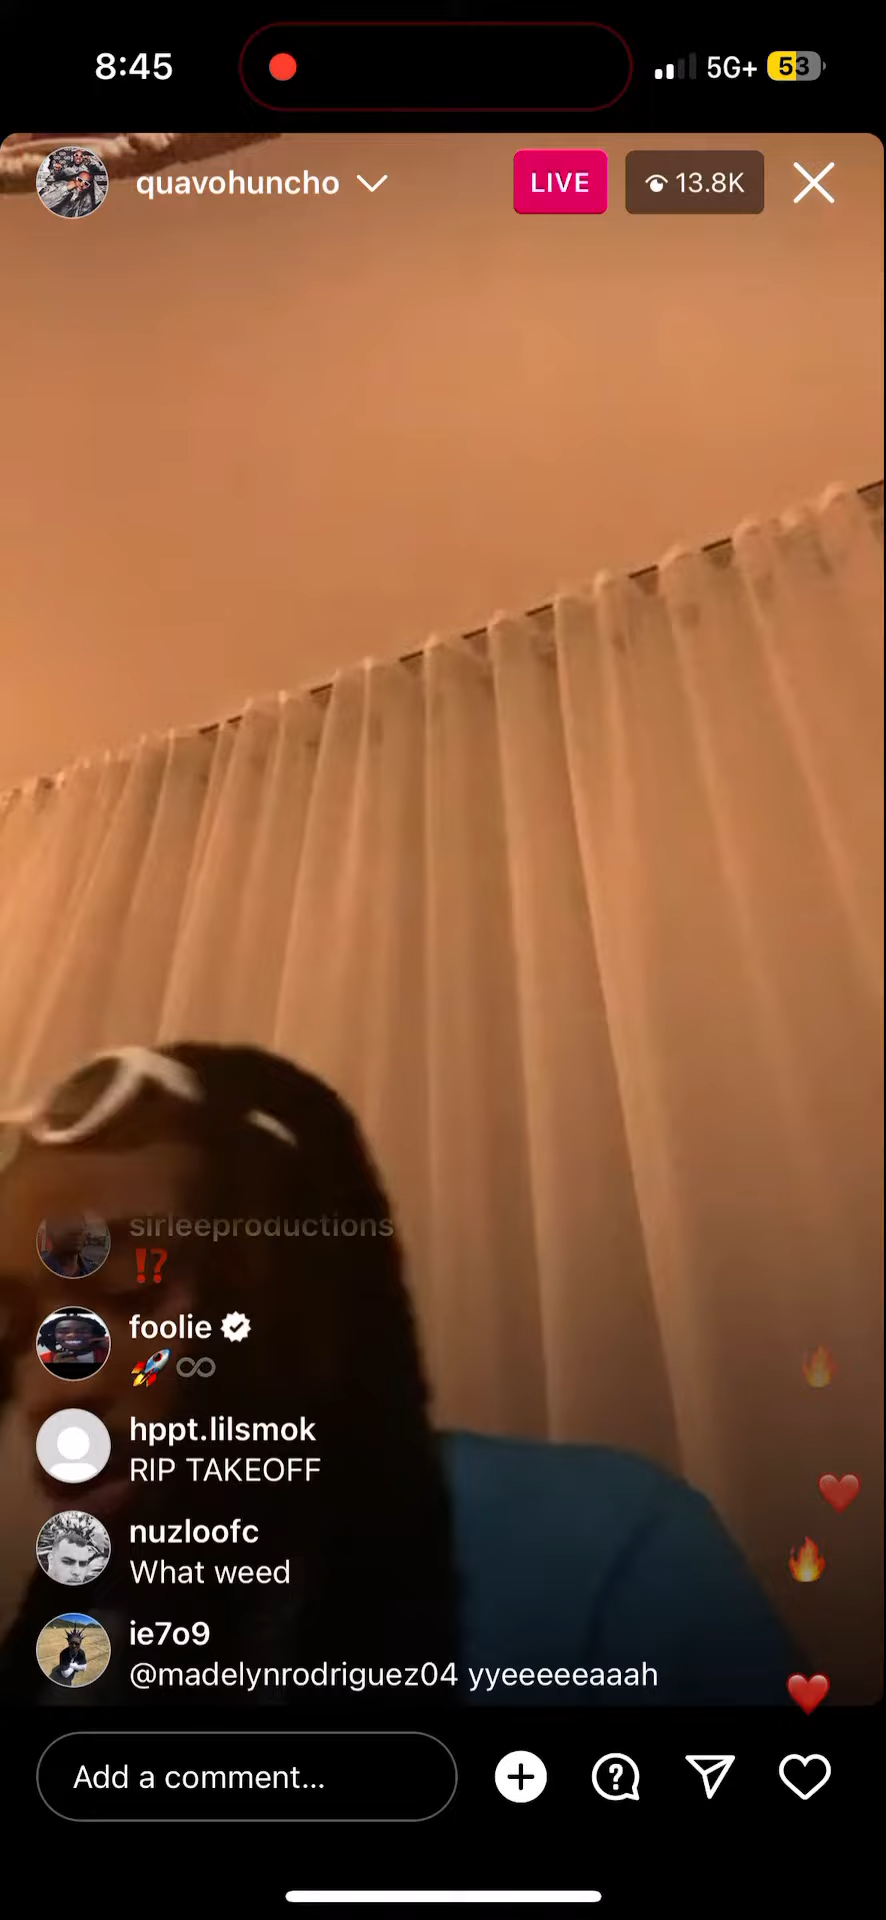 8:45
5G+ 53
quavohuncho
LIVE
13.8K
sirleeproductions
⁉️
foolie
🚀♾
hppt.lilsmok
RIP TAKEOFF
nuzloofc
What weed
ie7o9
@madelynrodriguez04 yyeeeeeaaah
Add a comment...